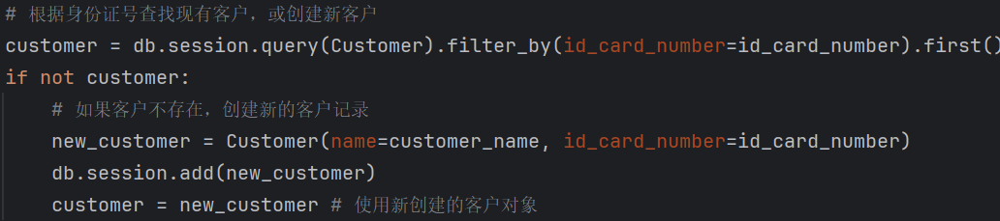 # 根据身份证号查找现有客户，或创建新客户
customer = db.session.query(Customer).filter_by(id_card_number=id_card_number).first()
if not customer:
    # 如果客户不存在，创建新的客户记录
    new_customer = Customer(name=customer_name, id_card_number=id_card_number)
    db.session.add(new_customer)
    customer = new_customer # 使用新创建的客户对象